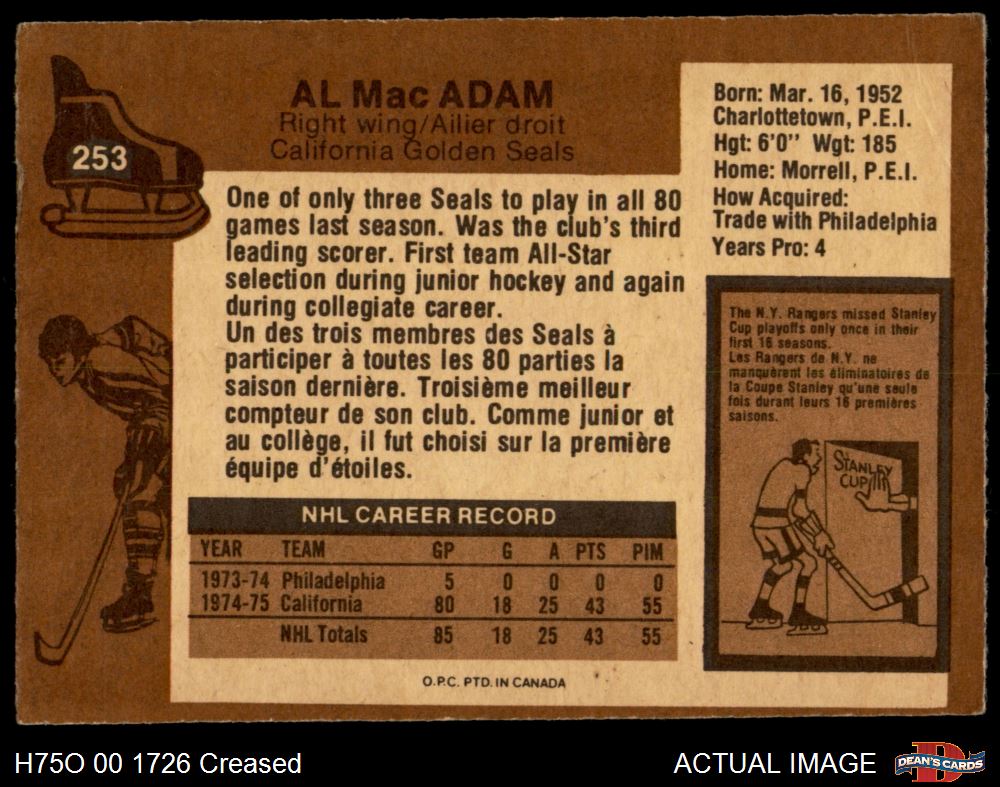 253
AL Mac ADAM
Right wing/Ailier droit
California Golden Seals
Born: Mar. 16, 1952
Charlottetown, P.E.I.
Hgt: 6'0" Wgt: 185
Home: Morrell, P.E.I.
How Acquired:
Trade with Philadelphia
Years Pro: 4
One of only three Seals to play in all 80
games last season. Was the club's third
leading scorer. First team All-Star
selection during junior hockey and again
during collegiate career.
Un des trois membres des Seals à
participer à toutes les 80 parties la
saison dernière. Troisième meilleur
compteur de son club. Comme junior et
au collège, il fut choisi sur la première
équipe d'étoiles.
The N.Y. Rangers missed Stanley
Cup playoffs only once in their
first 16 seasons.
Les Rangers de N.Y. ne
manquèrent les éliminatoires de
la Coupe Stanley qu'une seule
fois durant leurs 16 premières
saisons.
STANLEY
CUP
NHL CAREER RECORD
YEAR TEAM GP G A PTS PIM
1973-74 Philadelphia 5 0 0 0 0
1974-75 California 80 18 25 43 55
NHL Totals 85 18 25 43 55
O.P.C. PTD. IN CANADA
H75O 00 1726 Creased
ACTUAL IMAGE
D
DEAN'S CARDS